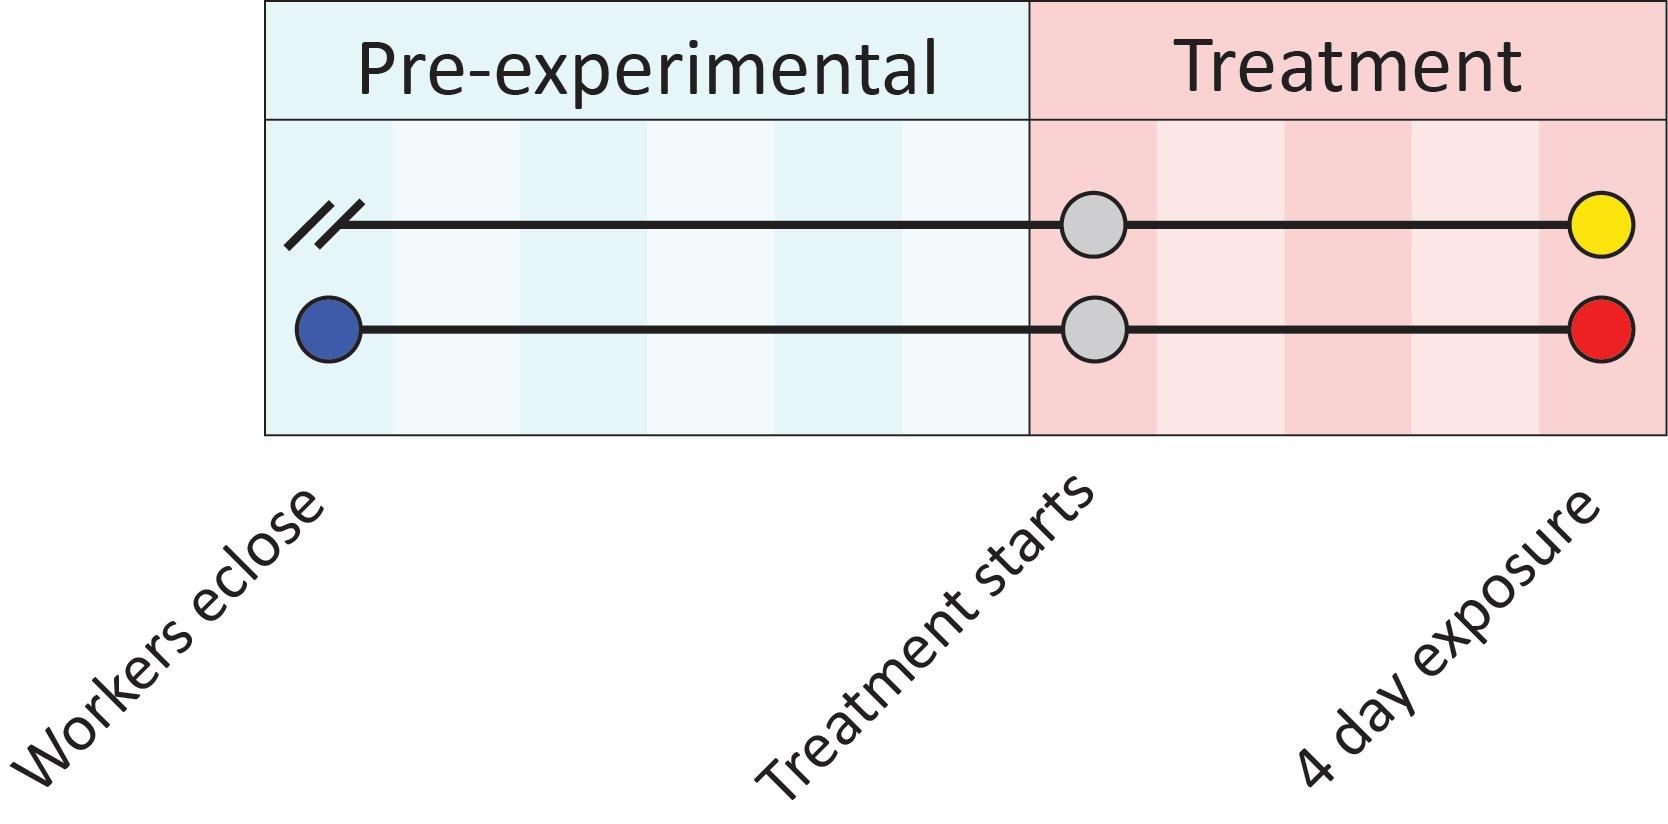 Pre-experimental
Treatment
Workers eclose
Treatment starts
4 day exposure